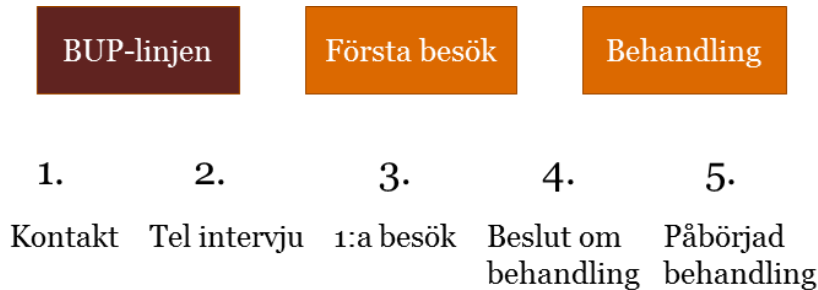 BUP-linjen
Första besök
Behandling
1.
2.
3.
4.
5.
Kontakt
Tel intervju
1:a besök
Beslut om
behandling
Påbörjad
behandling